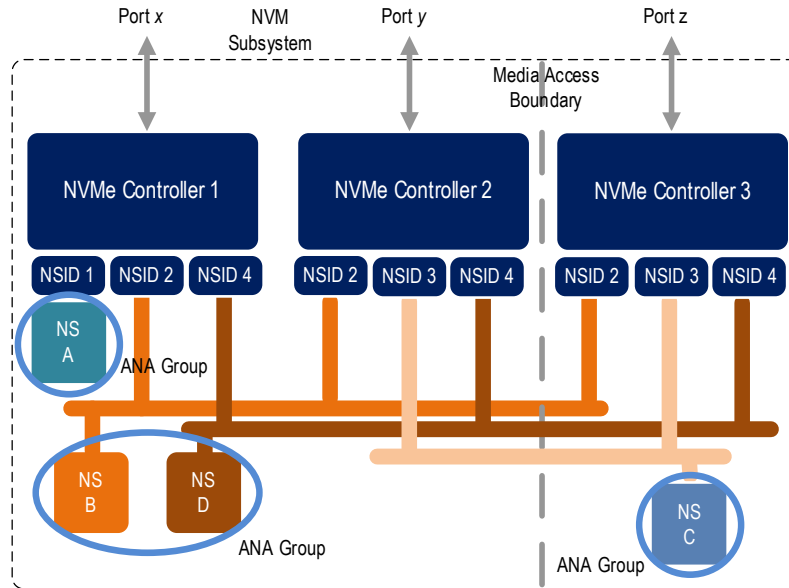 Port x
NVM
Subsystem
Port y
Port z
Media Access
Boundary
NVMe Controller 1
NVMe Controller 2
NVMe Controller 3
NSID 1
NSID 2
NSID 4
NSID 2
NSID 3
NSID 4
NSID 2
NSID 3
NSID 4
NS
A
ANA Group
NS
B
NS
D
ANA Group
NS
C
ANA Group